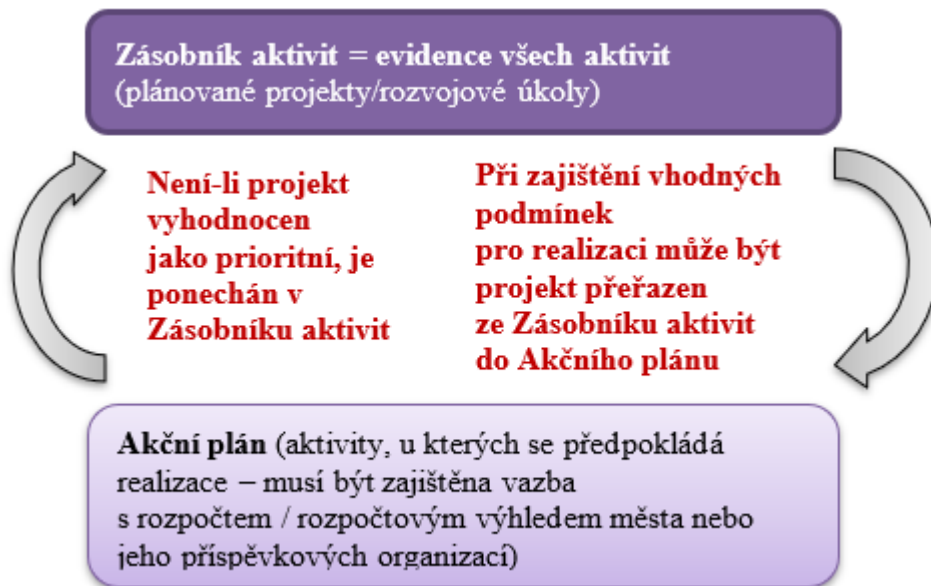 Zásobník aktivit = evidence všech aktivit
(plánované projekty/rozvojové úkoly)
Není-li projekt
vyhodnocen
jako prioritní, je
ponechán v
Zásobníku aktivit
Při zajištění vhodných
podmínek
pro realizaci může být
projekt přeřazen
ze Zásobníku aktivit
do Akčního plánu
Akční plán (aktivity, u kterých se předpokládá
realizace – musí být zajištěna vazba
s rozpočtem / rozpočtovým výhledem města nebo
jeho příspěvkových organizací)